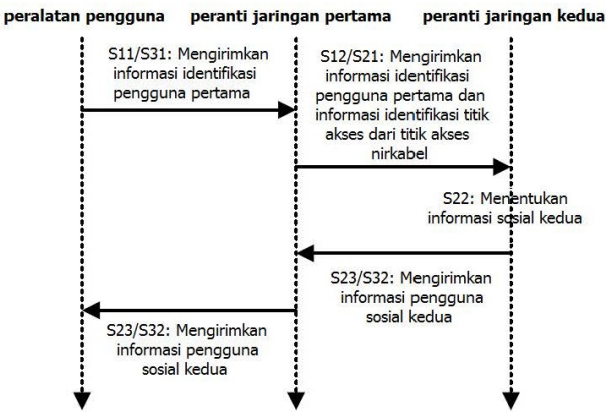 peralatan pengguna
peranti jaringan pertama
peranti jaringan kedua
S11/S31: Mengirimkan
informasi identifikasi
pengguna pertama
S12/S21: Mengirimkan
informasi identifikasi
pengguna pertama dan
informasi identifikasi titik
akses dari titik akses
nirkabel
S22: Menentukan
informasi sosial kedua
S23/S32: Mengirimkan
informasi pengguna
sosial kedua
S23/S32: Mengirimkan
informasi pengguna
sosial kedua